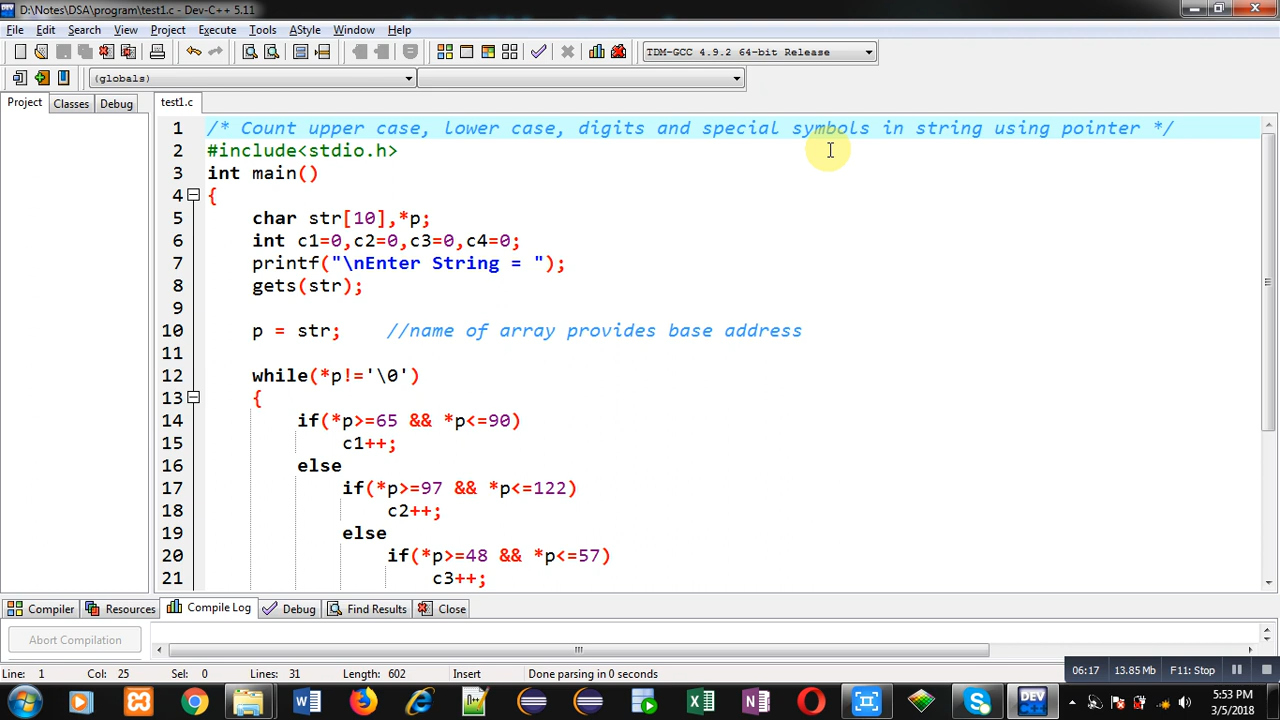 D:\Notes\DSA\program\test1.c - Dev-C++ 5.11
File Edit Search View Project Execute Tools AStyle Window Help
TDM-GCC 4.9.2 64-bit Release
(globals)
Project Classes Debug test1.c
1 /* Count upper case, lower case, digits and special symbols in string using pointer */
2 #include<stdio.h>
3 int main()
4 {
5 char str[10],*p;
6 int c1=0,c2=0,c3=0,c4=0;
7 printf("\nEnter String = ");
8 gets(str);
9
10 p = str; //name of array provides base address
11
12 while(*p!='\0')
13 {
14 if(*p>=65 && *p<=90)
15 c1++;
16 else
17 if(*p>=97 && *p<=122)
18 c2++;
19 else
20 if(*p>=48 && *p<=57)
21 c3++;
Compiler Resources Compile Log Debug Find Results Close
Abort Compilation
Line: 1 Col: 25 Sel: 0 Lines: 31 Length: 602 Insert Done parsing in 0 seconds
06:17 13.85 Mb F11: Stop
5:53 PM
3/5/2018